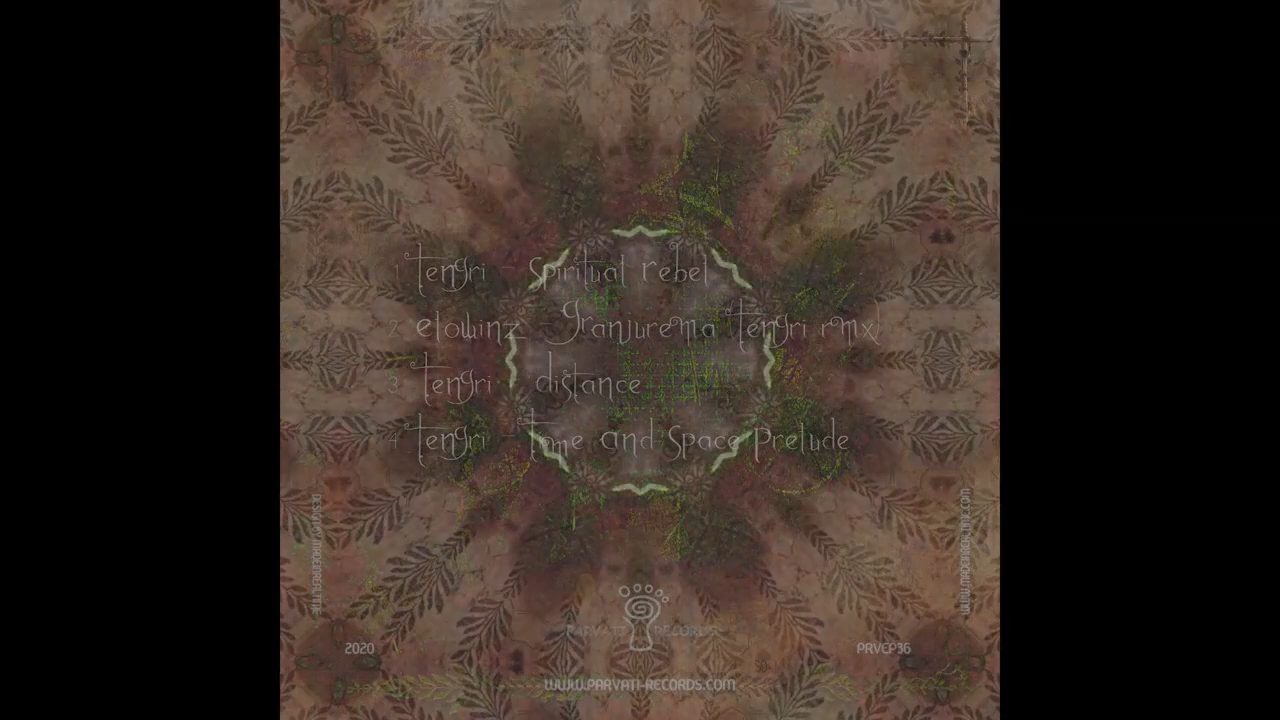 1 tengri - Spiritual rebel
2 elowinz - granjurema (tengri rmx)
3 tengri - distance
4 tengri - time and Space Prelude
PARVATI RECORDS
2020
PRVEP36
WWW.PARVATI-RECORDS.COM